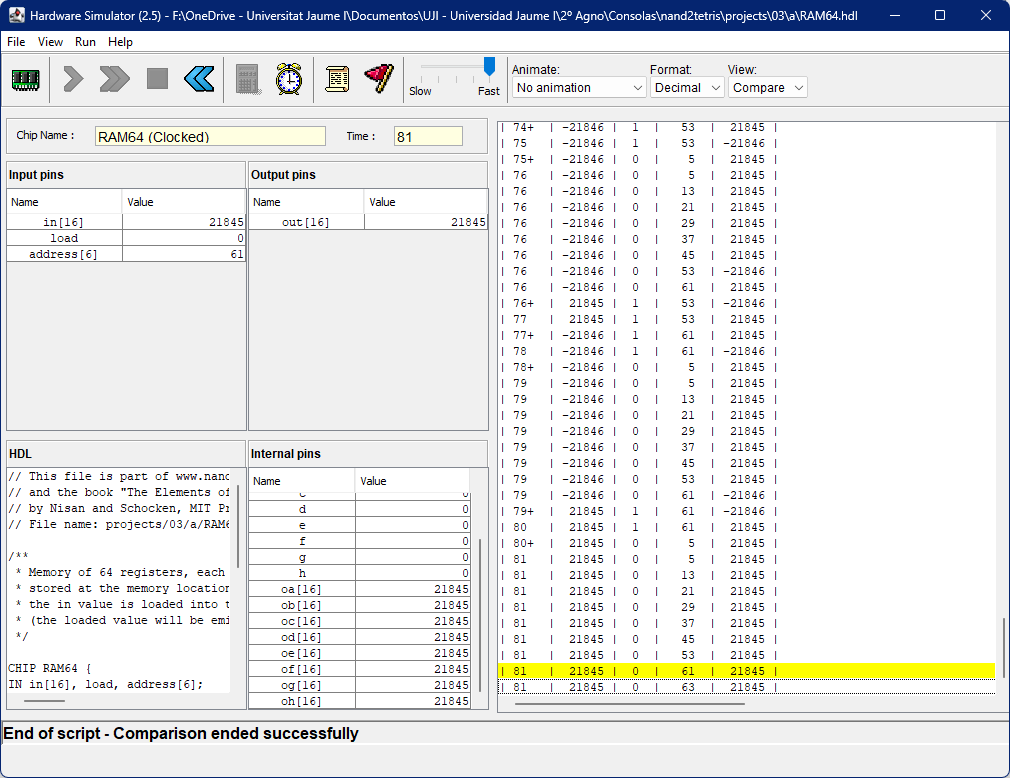 Hardware Simulator (2.5) - F:\OneDrive - Universitat Jaume I\Documentos\UJI - Universidad Jaume I\2º Agno\Consolas\nand2tetris\projects\03\a\RAM64.hdl
File View Run Help
Slow Fast
Animate: Format: View:
No animation Decimal Compare
Chip Name : RAM64 (Clocked) Time : 81
Input pins
Name Value
in[16] 21845
load 0
address[6] 61
Output pins
Name Value
out[16] 21845
HDL
// This file is part of www.nand
// and the book "The Elements of
// by Nisan and Schocken, MIT Pr
// File name: projects/03/a/RAM6
/**
* Memory of 64 registers, each
* stored at the memory location
* the in value is loaded into t
* (the loaded value will be emi
*/
CHIP RAM64 {
IN in[16], load, address[6];
Internal pins
Name Value
c 0
d 0
e 0
f 0
g 0
h 0
oa[16] 21845
ob[16] 21845
oc[16] 21845
od[16] 21845
oe[16] 21845
of[16] 21845
og[16] 21845
oh[16] 21845
| 74+ | -21846 | 1 | 53 | 21845 |
| 75 | -21846 | 1 | 53 | -21846 |
| 75+ | -21846 | 0 | 5 | 21845 |
| 76 | -21846 | 0 | 5 | 21845 |
| 76 | -21846 | 0 | 13 | 21845 |
| 76 | -21846 | 0 | 21 | 21845 |
| 76 | -21846 | 0 | 29 | 21845 |
| 76 | -21846 | 0 | 37 | 21845 |
| 76 | -21846 | 0 | 45 | 21845 |
| 76 | -21846 | 0 | 53 | -21846 |
| 76 | -21846 | 0 | 61 | 21845 |
| 76+ | 21845 | 1 | 53 | -21846 |
| 77 | 21845 | 1 | 53 | 21845 |
| 77+ | -21846 | 1 | 61 | 21845 |
| 78 | -21846 | 1 | 61 | -21846 |
| 78+ | -21846 | 0 | 5 | 21845 |
| 79 | -21846 | 0 | 5 | 21845 |
| 79 | -21846 | 0 | 13 | 21845 |
| 79 | -21846 | 0 | 21 | 21845 |
| 79 | -21846 | 0 | 29 | 21845 |
| 79 | -21846 | 0 | 37 | 21845 |
| 79 | -21846 | 0 | 45 | 21845 |
| 79 | -21846 | 0 | 53 | 21845 |
| 79 | -21846 | 0 | 61 | -21846 |
| 79+ | 21845 | 1 | 61 | -21846 |
| 80 | 21845 | 1 | 61 | 21845 |
| 80+ | 21845 | 0 | 5 | 21845 |
| 81 | 21845 | 0 | 5 | 21845 |
| 81 | 21845 | 0 | 13 | 21845 |
| 81 | 21845 | 0 | 21 | 21845 |
| 81 | 21845 | 0 | 29 | 21845 |
| 81 | 21845 | 0 | 37 | 21845 |
| 81 | 21845 | 0 | 45 | 21845 |
| 81 | 21845 | 0 | 53 | 21845 |
| 81 | 21845 | 0 | 61 | 21845 |
| 81 | 21845 | 0 | 63 | 21845 |
End of script - Comparison ended successfully